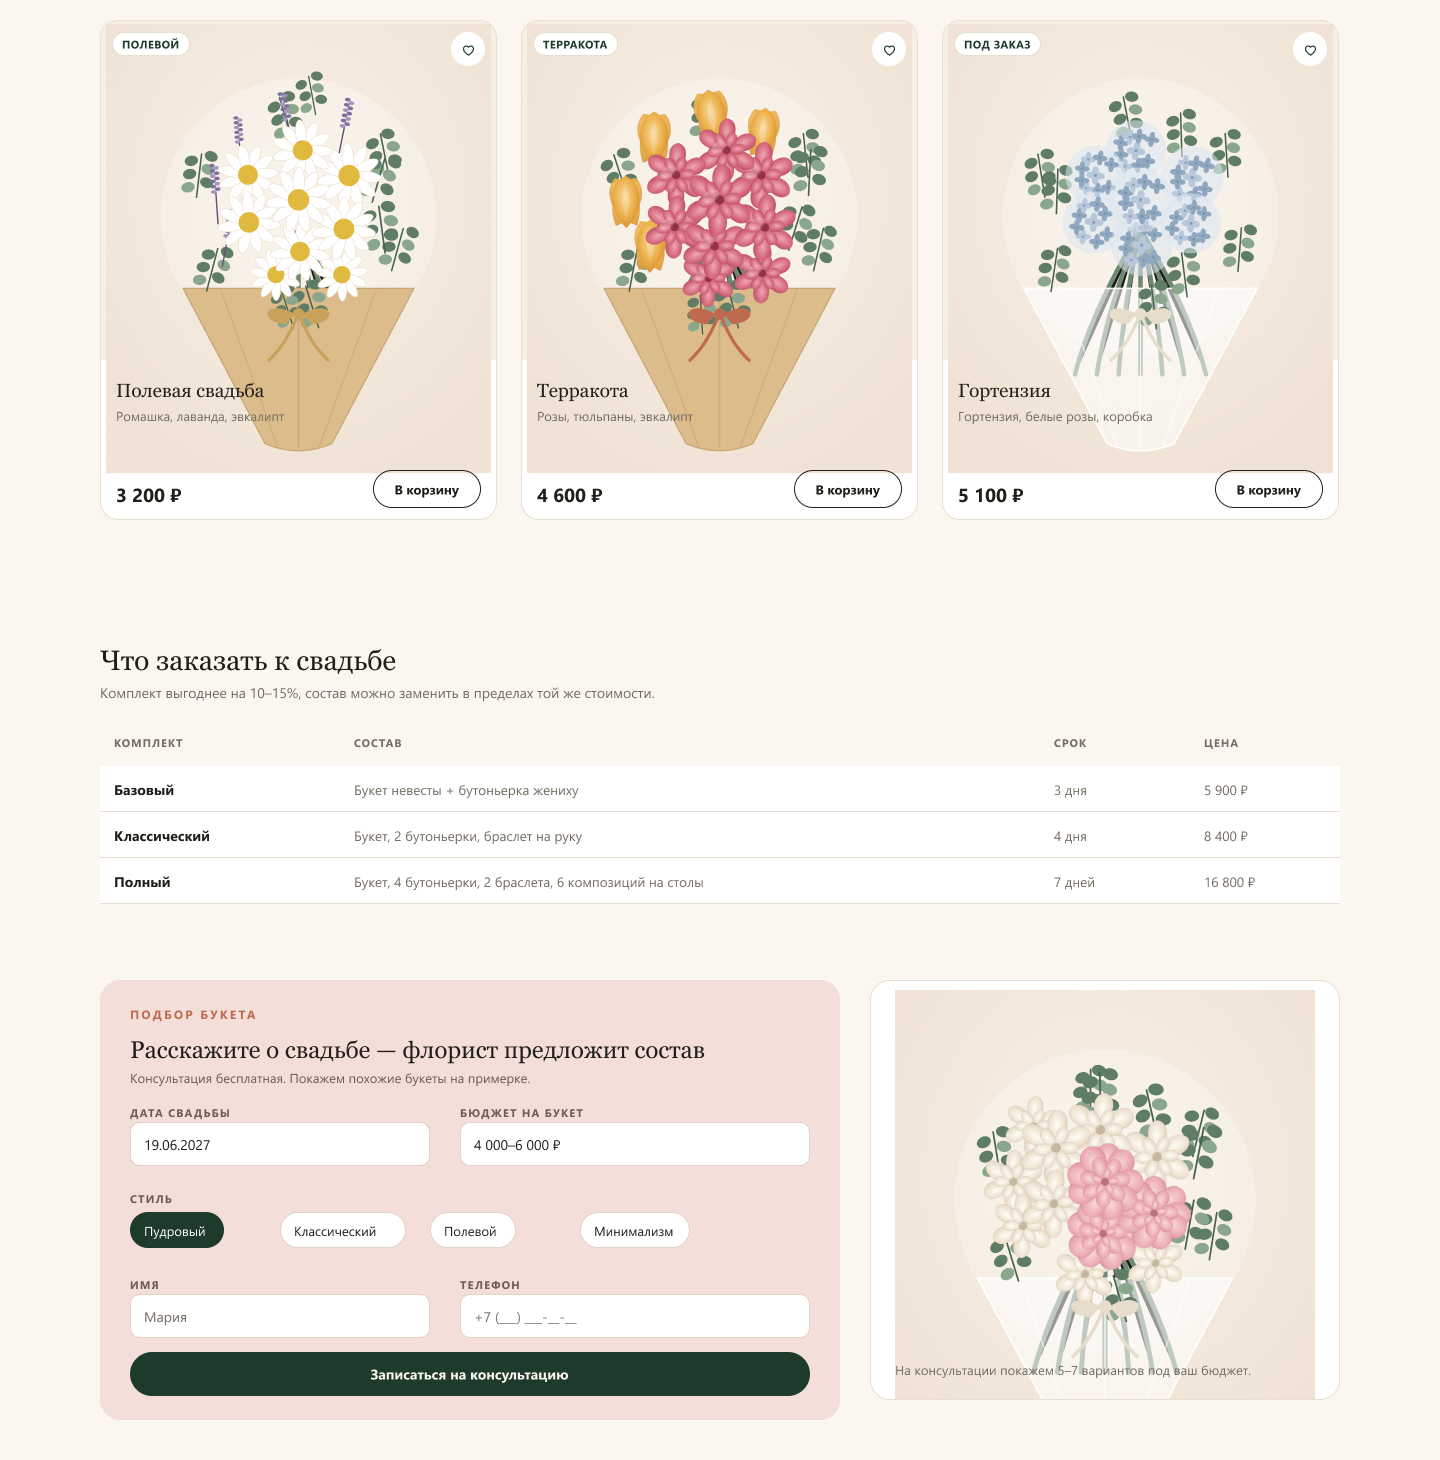 ПОЛЕВОЙ
ТЕРРАКОТА
ПОД ЗАКАЗ
Полевая свадьба
Ромашка, лаванда, эвкалипт
3 200 ₽
В корзину
Терракота
Розы, тюльпаны, эвкалипт
4 600 ₽
В корзину
Гортензия
Гортензия, белые розы, коробка
5 100 ₽
В корзину
Что заказать к свадьбе
Комплект выгоднее на 10–15%, состав можно заменить в пределах той же стоимости.
КОМПЛЕКТ СОСТАВ СРОК ЦЕНА
Базовый Букет невесты + бутоньерка жениху 3 дня 5 900 ₽
Классический Букет, 2 бутоньерки, браслет на руку 4 дня 8 400 ₽
Полный Букет, 4 бутоньерки, 2 браслета, 6 композиций на столы 7 дней 16 800 ₽
ПОДБОР БУКЕТА
Расскажите о свадьбе — флорист предложит состав
Консультация бесплатная. Покажем похожие букеты на примерке.
ДАТА СВАДЬБЫ
19.06.2027
БЮДЖЕТ НА БУКЕТ
4 000–6 000 ₽
СТИЛЬ
Пудровый Классический Полевой Минимализм
ИМЯ
Мария
ТЕЛЕФОН
+7 (___) ___-__-__
Записаться на консультацию
На консультации покажем 5–7 вариантов под ваш бюджет.